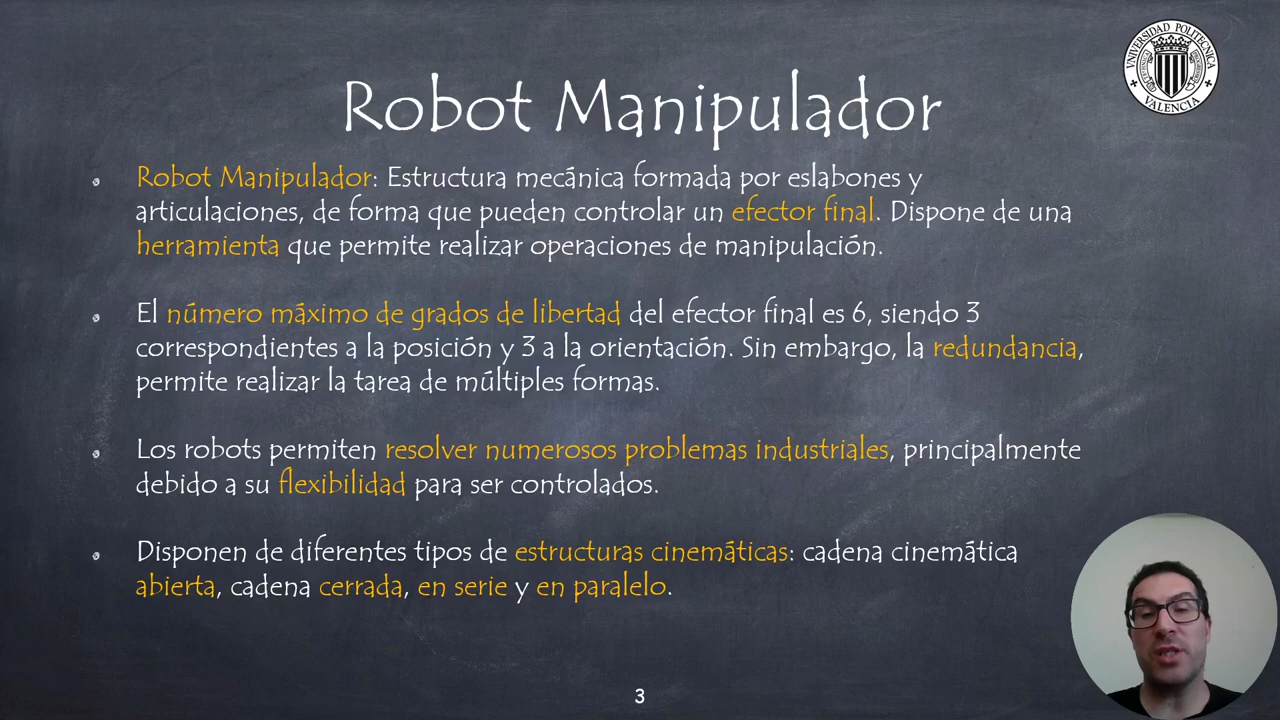 UNIVERSIDAD POLITECNICA
VALENCIA
Robot Manipulador
Robot Manipulador: Estructura mecánica formada por eslabones y
articulaciones, de forma que pueden controlar un efector final. Dispone de una
herramienta que permite realizar operaciones de manipulación.
El número máximo de grados de libertad del efector final es 6, siendo 3
correspondientes a la posición y 3 a la orientación. Sin embargo, la redundancia,
permite realizar la tarea de múltiples formas.
Los robots permiten resolver numerosos problemas industriales, principalmente
debido a su flexibilidad para ser controlados.
Disponen de diferentes tipos de estructuras cinemáticas: cadena cinemática
abierta, cadena cerrada, en serie y en paralelo.
3